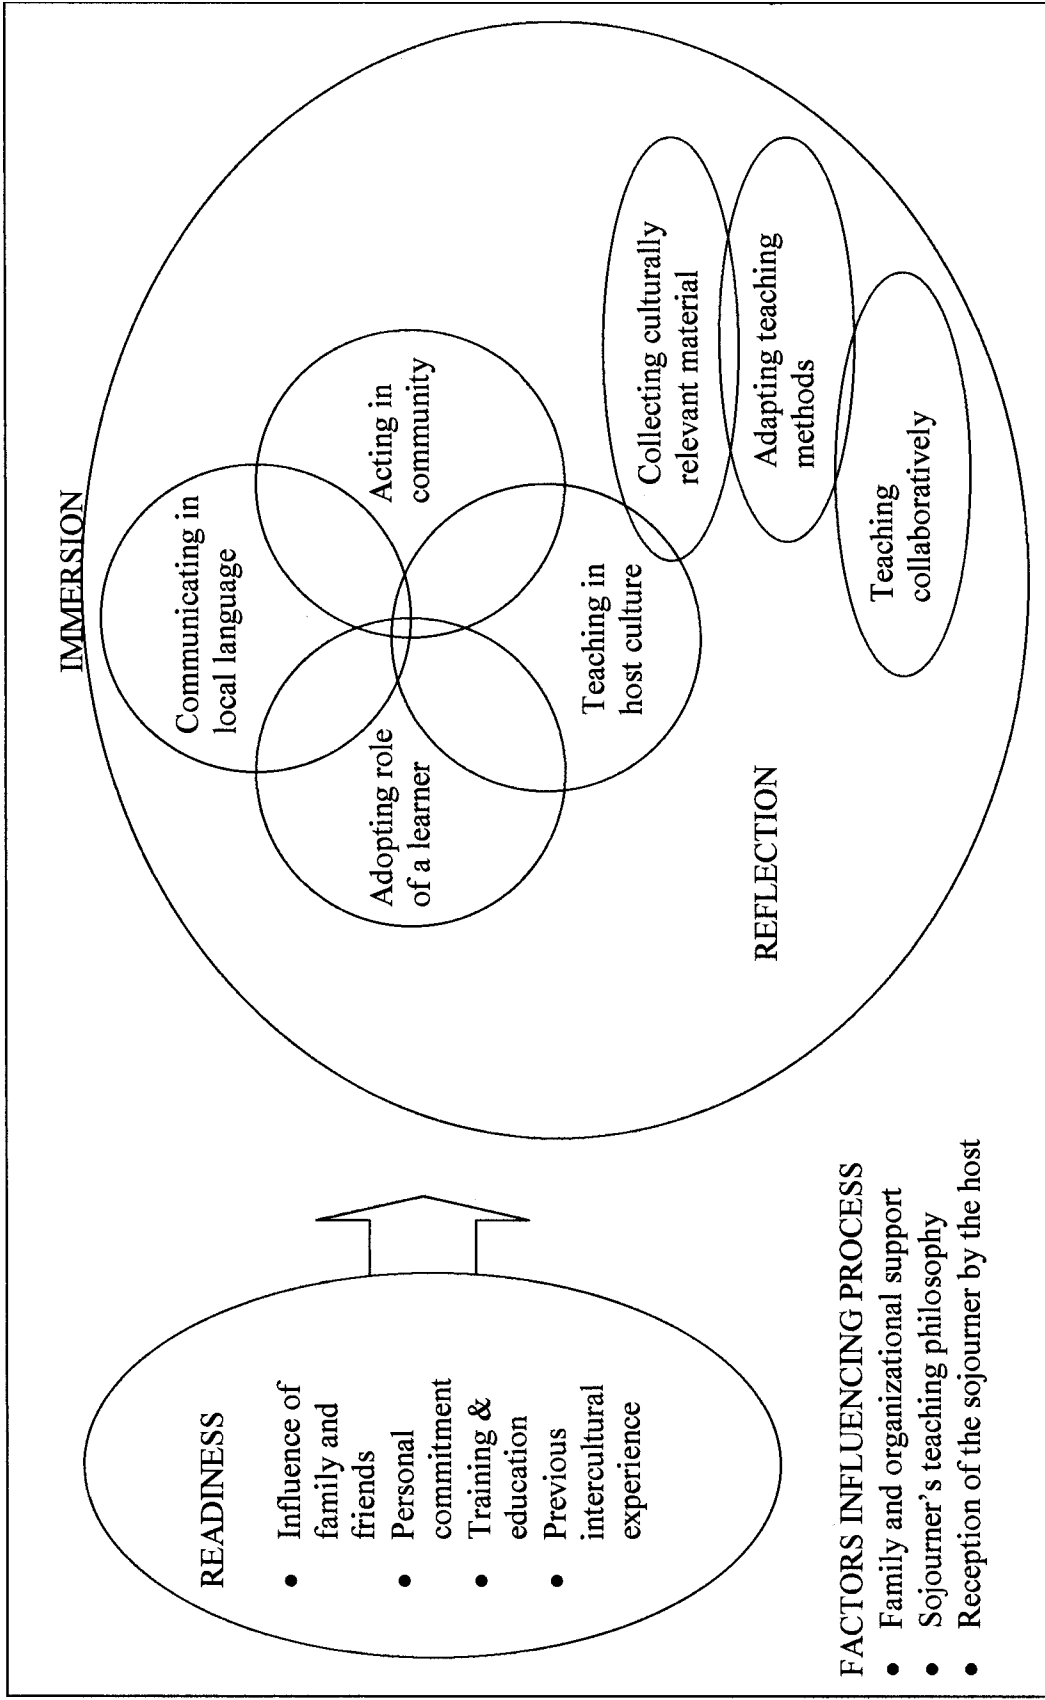 READINESS
• Influence of
family and
friends
• Personal
commitment
• Training &
education
• Previous
intercultural
experience
IMMERSION
Communicating in
local language
Adopting role
of a learner
Acting in
community
Teaching in
host culture
Collecting culturally
relevant material
Adapting teaching
methods
Teaching
collaboratively
REFLECTION
FACTORS INFLUENCING PROCESS
• Family and organizational support
• Sojourner's teaching philosophy
• Reception of the sojourner by the host